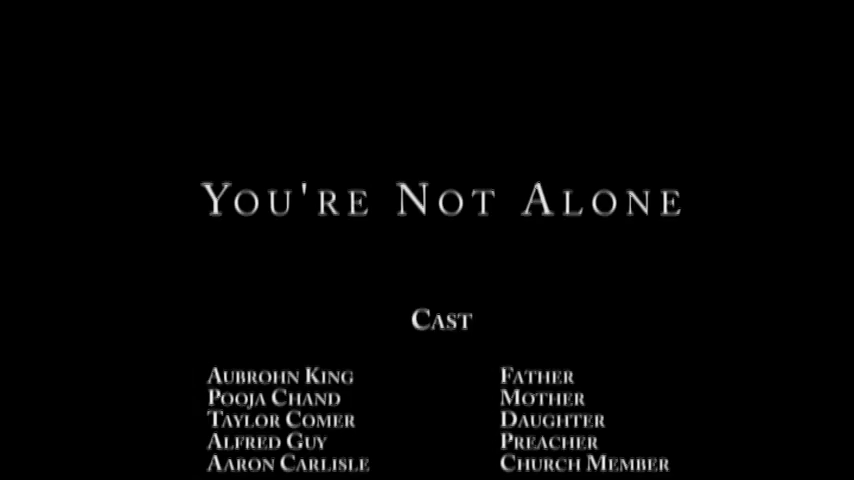 You're Not Alone
Cast
Aubrohn King Father
Pooja Chand Mother
Taylor Comer Daughter
Alfred Guy Preacher
Aaron Carlisle Church Member